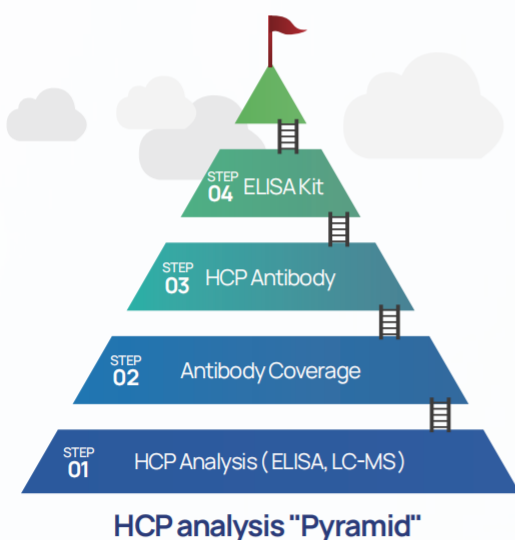 STEP
04 ELISA Kit
STEP
03 HCP Antibody
STEP
02 Antibody Coverage
STEP
01 HCP Analysis ( ELISA, LC-MS )
HCP analysis "Pyramid"